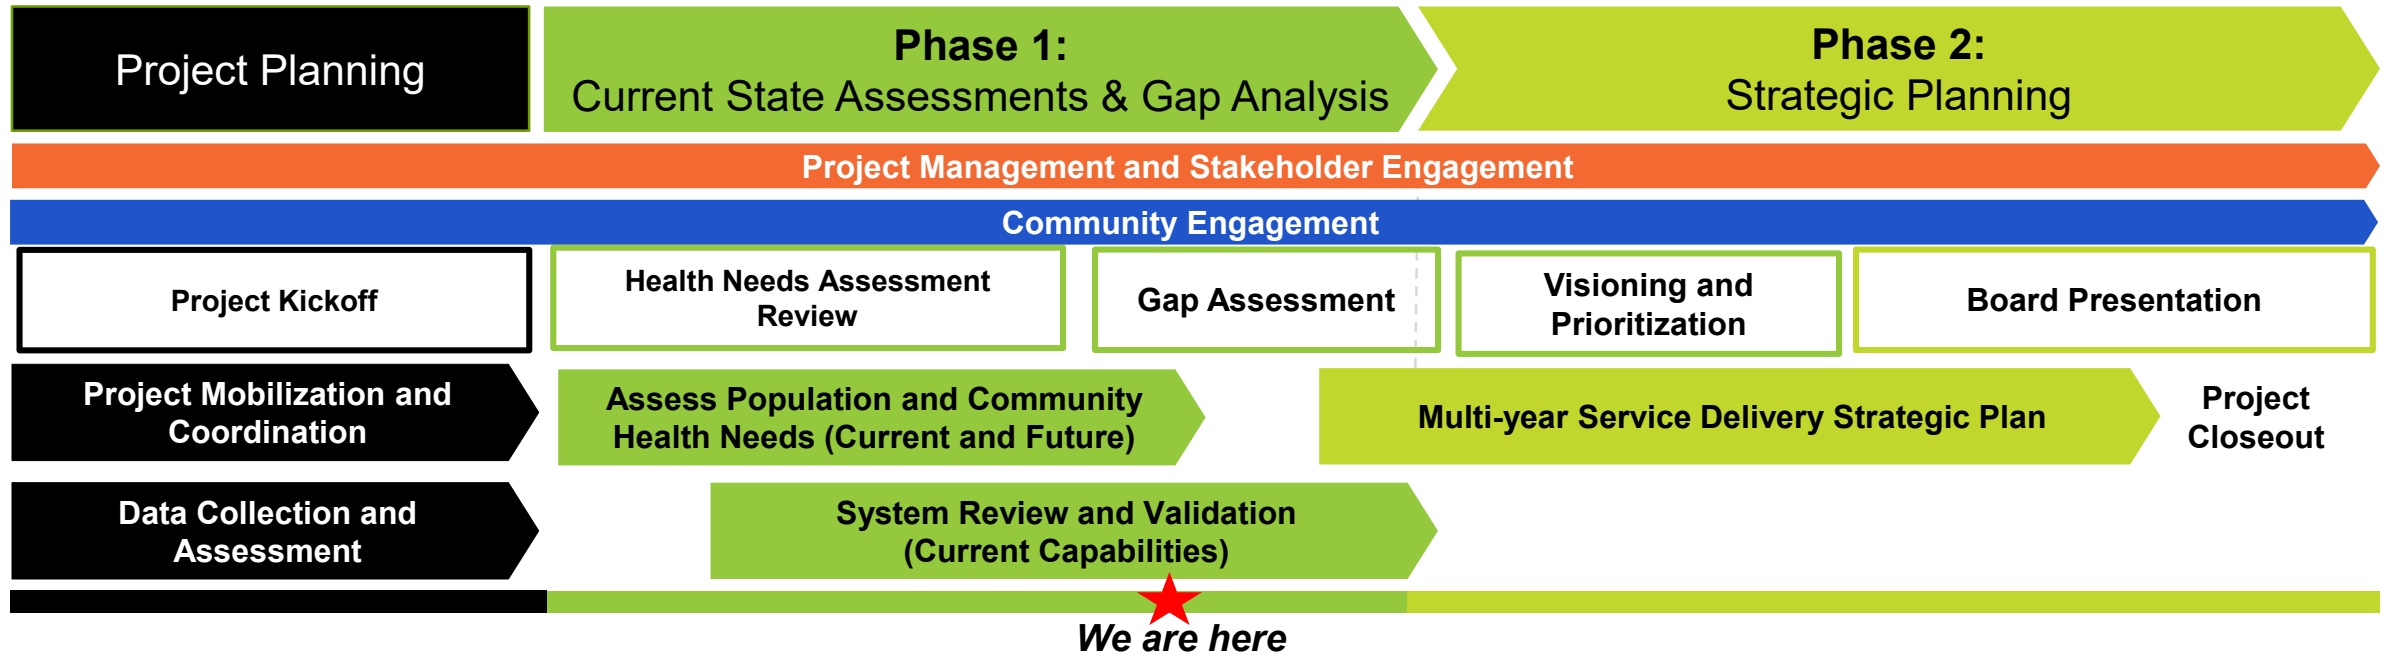 Project Planning
Phase 1:
Current State Assessments & Gap Analysis
Phase 2:
Strategic Planning
Project Management and Stakeholder Engagement
Community Engagement
Project Kickoff
Health Needs Assessment
Review
Gap Assessment
Visioning and
Prioritization
Board Presentation
Project Mobilization and
Coordination
Assess Population and Community
Health Needs (Current and Future)
Multi-year Service Delivery Strategic Plan
Project
Closeout
Data Collection and
Assessment
System Review and Validation
(Current Capabilities)
We are here